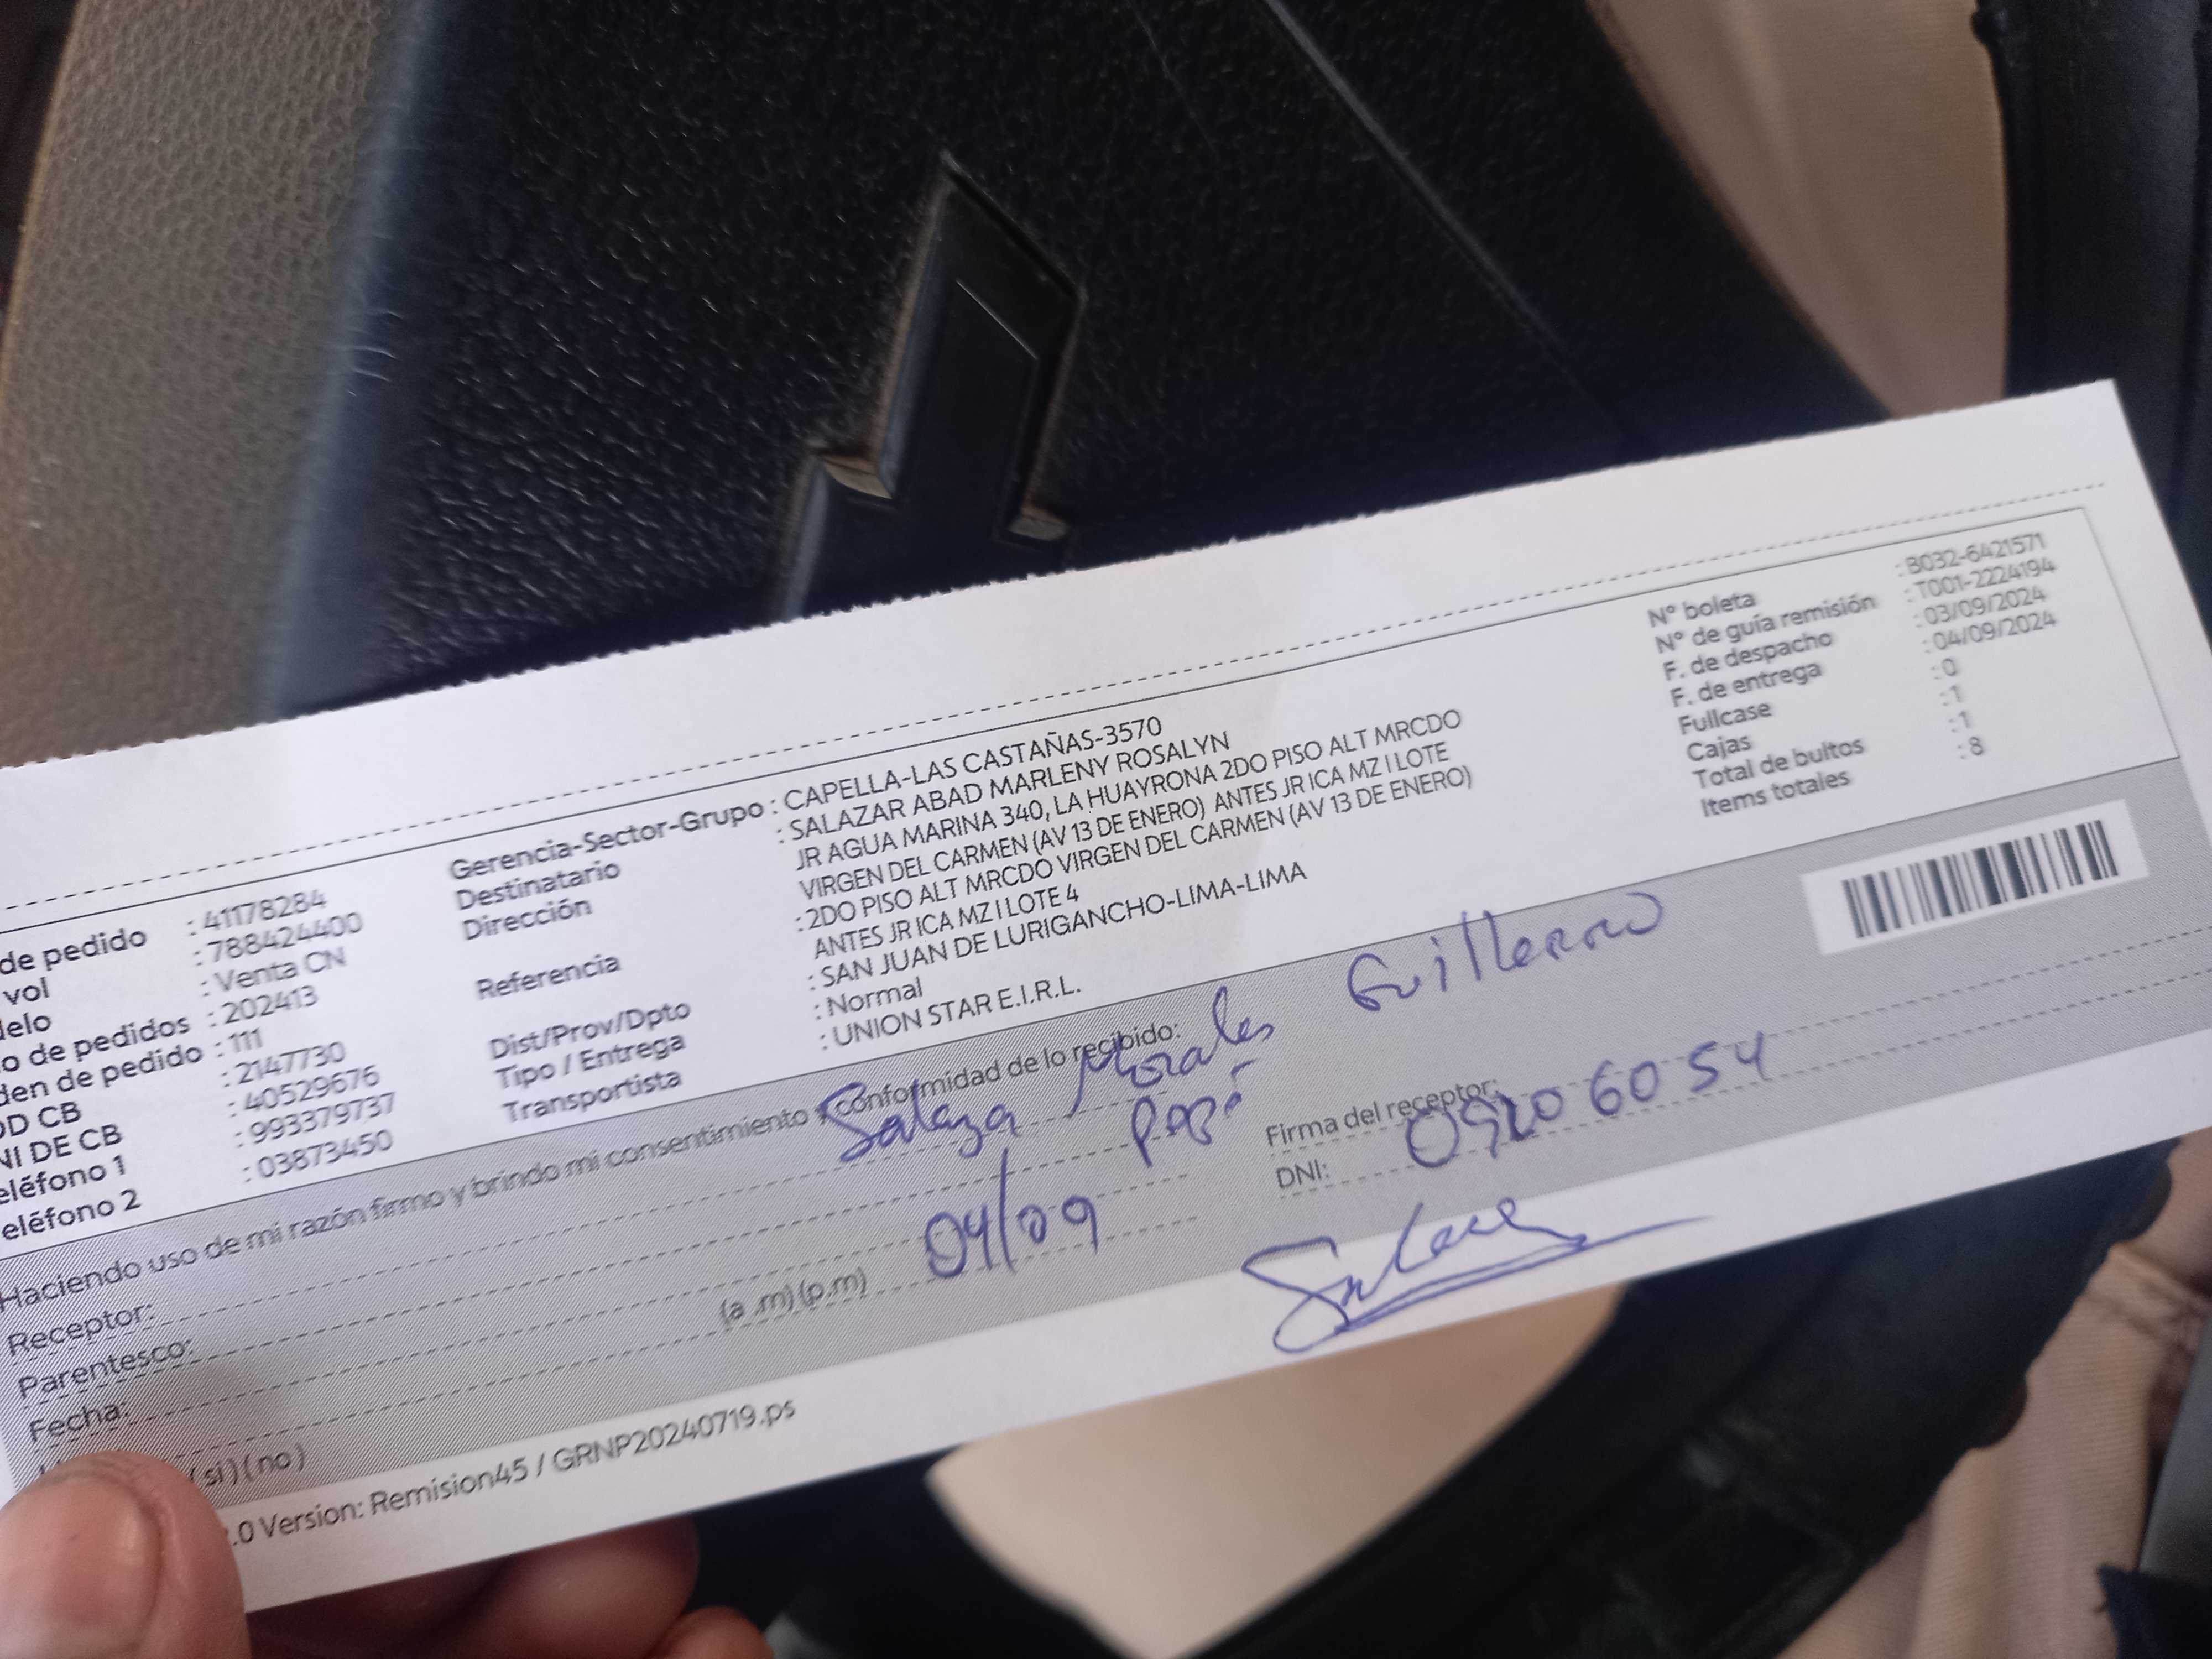 de pedido : 41178284
vol : 788424400
elo : Venta CN
o de pedidos : 202413
den de pedido : 111
OD CB : 2147730
NI DE CB : 40529676
eléfono 1 : 993379737
eléfono 2 : 03873450
Gerencia-Sector-Grupo : CAPELLA-LAS CASTAÑAS-3570
Destinatario : SALAZAR ABAD MARLENY ROSALYN
Dirección JR AGUA MARINA 340, LA HUAYRONA 2DO PISO ALT MRCDO
VIRGEN DEL CARMEN (AV 13 DE ENERO) ANTES JR ICA MZ I LOTE
Referencia : 2DO PISO ALT MRCDO VIRGEN DEL CARMEN (AV 13 DE ENERO)
ANTES JR ICA MZ I LOTE 4
Dist/Prov/Dpto : SAN JUAN DE LURIGANCHO-LIMA-LIMA
Tipo / Entrega : Normal
Transportista : UNION STAR E.I.R.L.
N° boleta : B032-6421571
N° de guía remisión : T001-2224194
F. de despacho : 03/09/2024
F. de entrega : 04/09/2024
Fullcase : 0
Cajas : 1
Total de bultos : 1
Items totales : 8
Haciendo uso de mi razón firmo y brindo mi consentimiento y conformidad de lo recibido:
Receptor: Salaza Morales Guillermo
Parentesco: Papá
Fecha: 04/09
(a .m) (p.m)
(si) (no)
Firma del receptor:
DNI: 09206054
.0 Version: Remision45 / GRNP20240719.ps